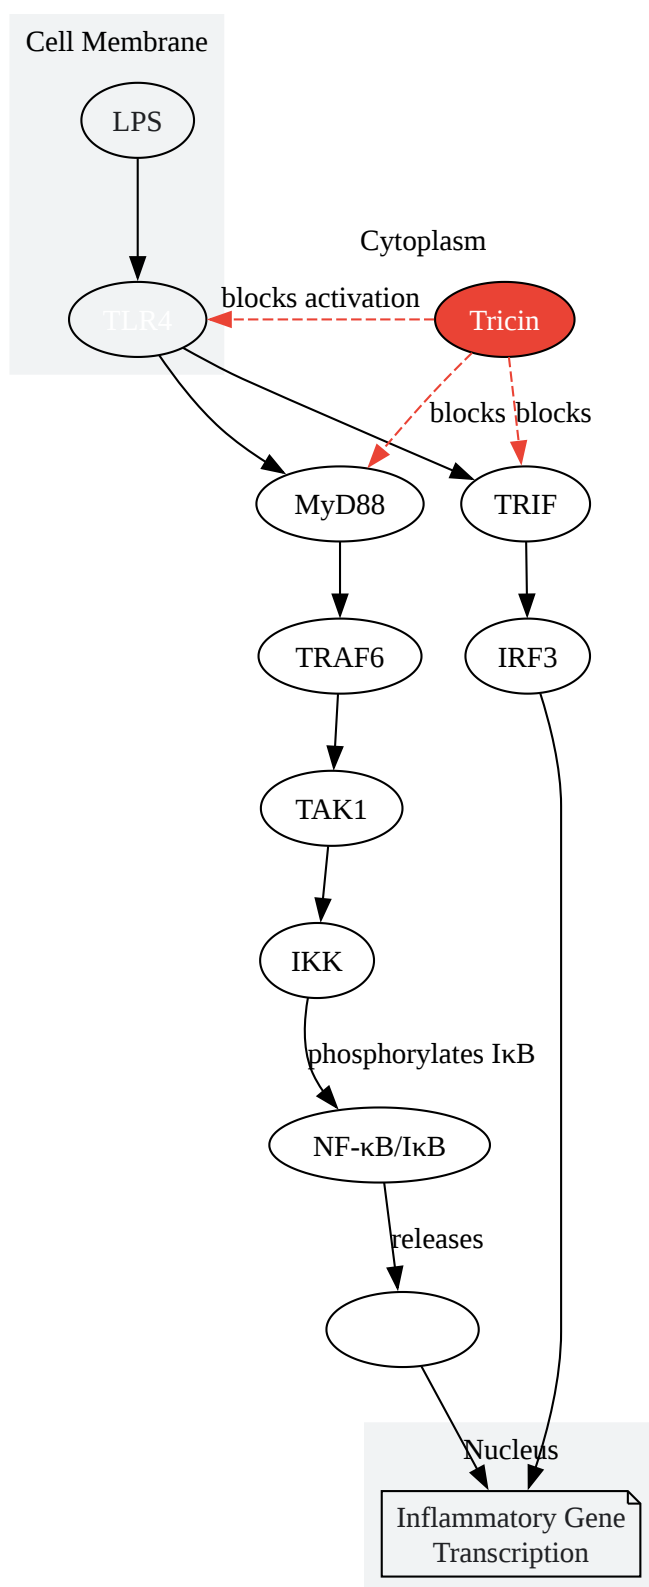 Cell Membrane
LPS
Cytoplasm
TLR4
blocks activation
Tricin
blocks
blocks
MyD88
TRIF
TRAF6
IRF3
TAK1
IKK
phosphorylates IκB
NF-κB/IκB
releases
Nucleus
Inflammatory Gene
Transcription